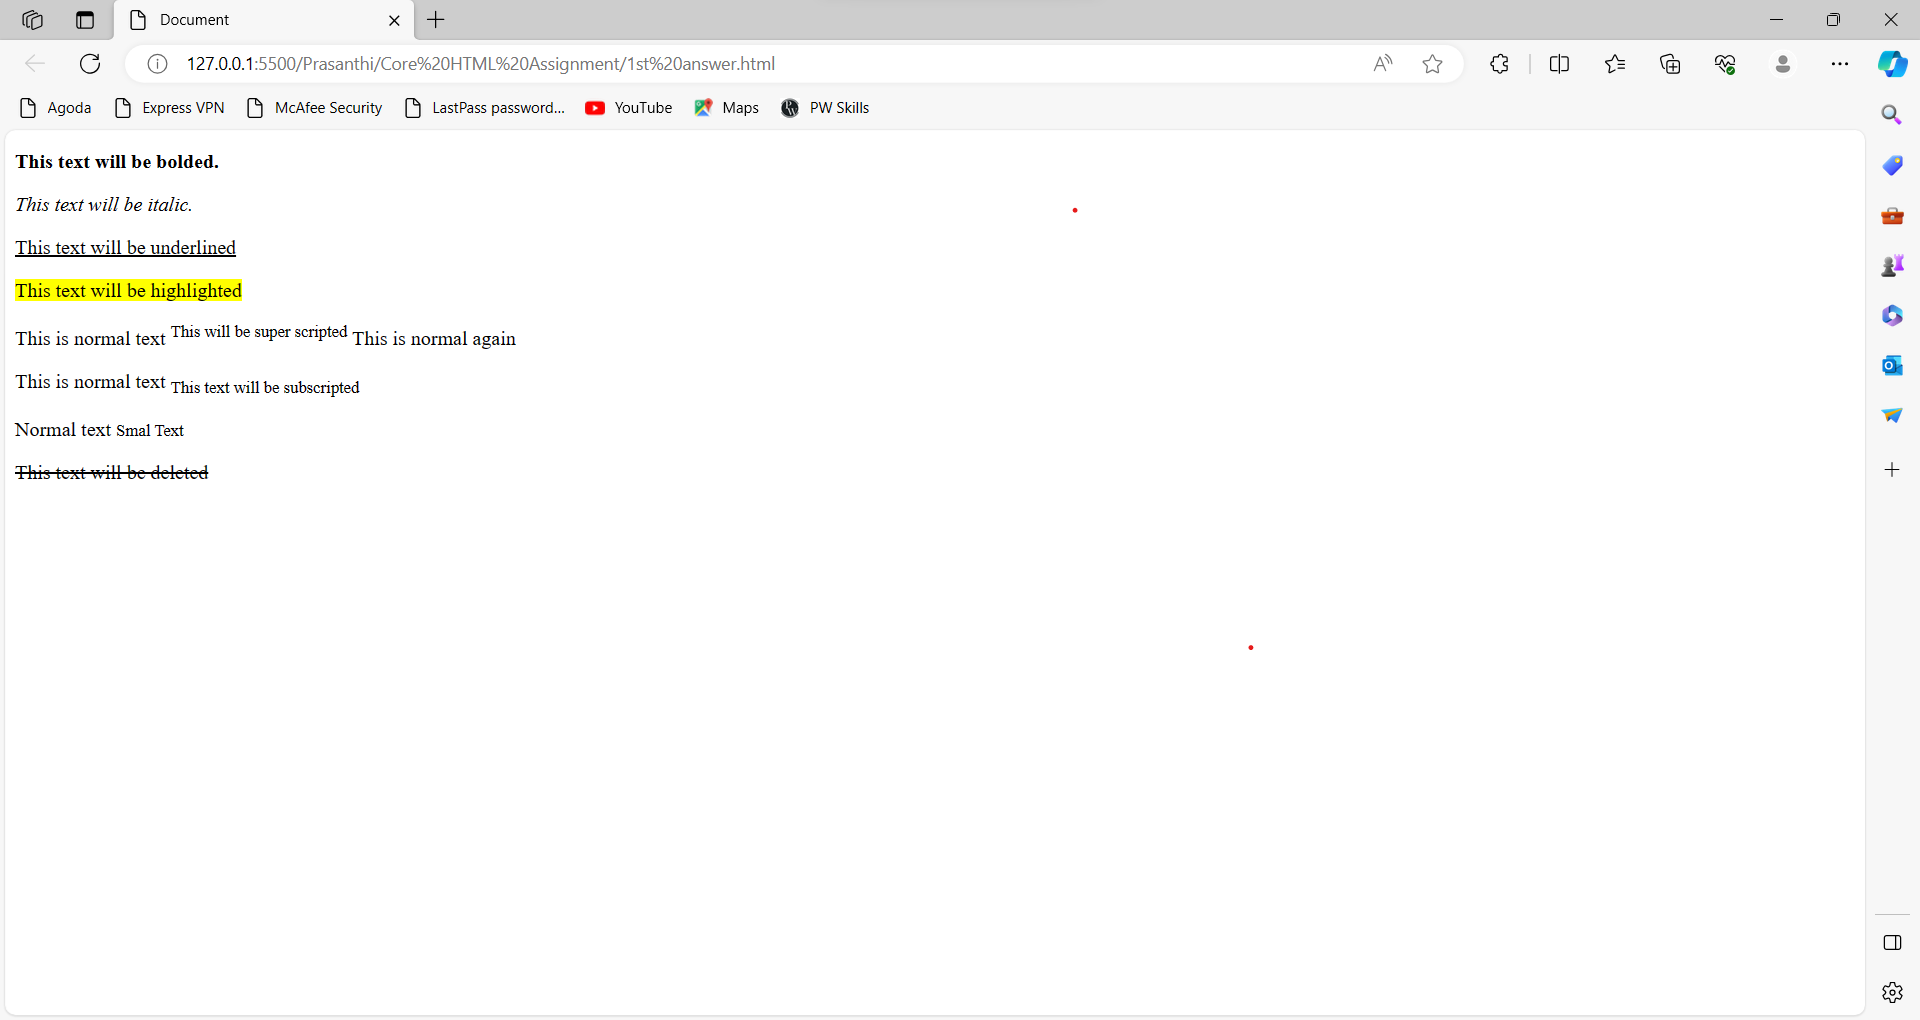 Document
127.0.0.1:5500/Prasanthi/Core%20HTML%20Assignment/1st%20answer.html
Agoda Express VPN McAfee Security LastPass password... YouTube Maps PW Skills
This text will be bolded.
This text will be italic.
This text will be underlined
This text will be highlighted
This is normal text This will be super scripted This is normal again
This is normal text This text will be subscripted
Normal text Smal Text
This text will be deleted